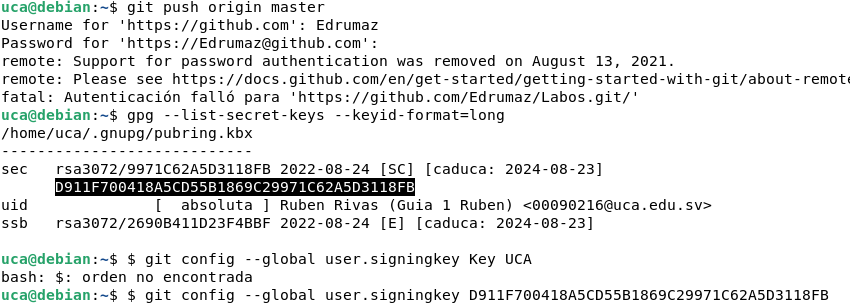 uca@debian:~$ git push origin master
Username for 'https://github.com': Edrumaz
Password for 'https://Edrumaz@github.com':
remote: Support for password authentication was removed on August 13, 2021.
remote: Please see https://docs.github.com/en/get-started/getting-started-with-git/about-remote
fatal: Autenticación falló para 'https://github.com/Edrumaz/Labos.git/'
uca@debian:~$ gpg --list-secret-keys --keyid-format=long
/home/uca/.gnupg/pubring.kbx
----------------------------
sec   rsa3072/9971C62A5D3118FB 2022-08-24 [SC] [caduca: 2024-08-23]
      D911F700418A5CD55B1869C29971C62A5D3118FB
uid                 [  absoluta ] Ruben Rivas (Guia 1 Ruben) <00090216@uca.edu.sv>
ssb   rsa3072/2690B411D23F4BBF 2022-08-24 [E] [caduca: 2024-08-23]

uca@debian:~$ $ git config --global user.signingkey Key UCA
bash: $: orden no encontrada
uca@debian:~$ $ git config --global user.signingkey D911F700418A5CD55B1869C29971C62A5D3118FB